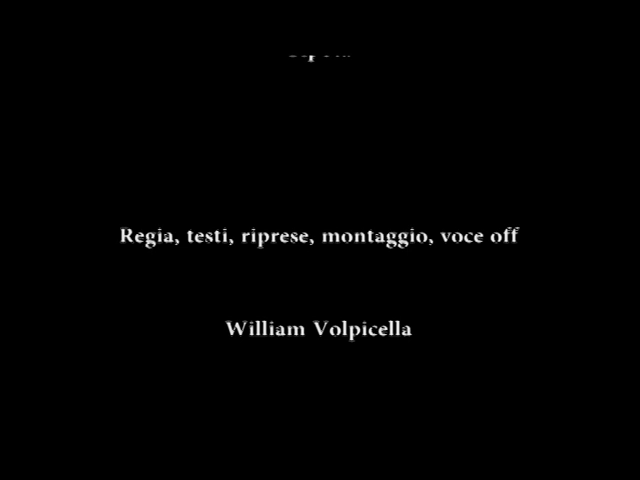 Regia, testi, riprese, montaggio, voce off
William Volpicella